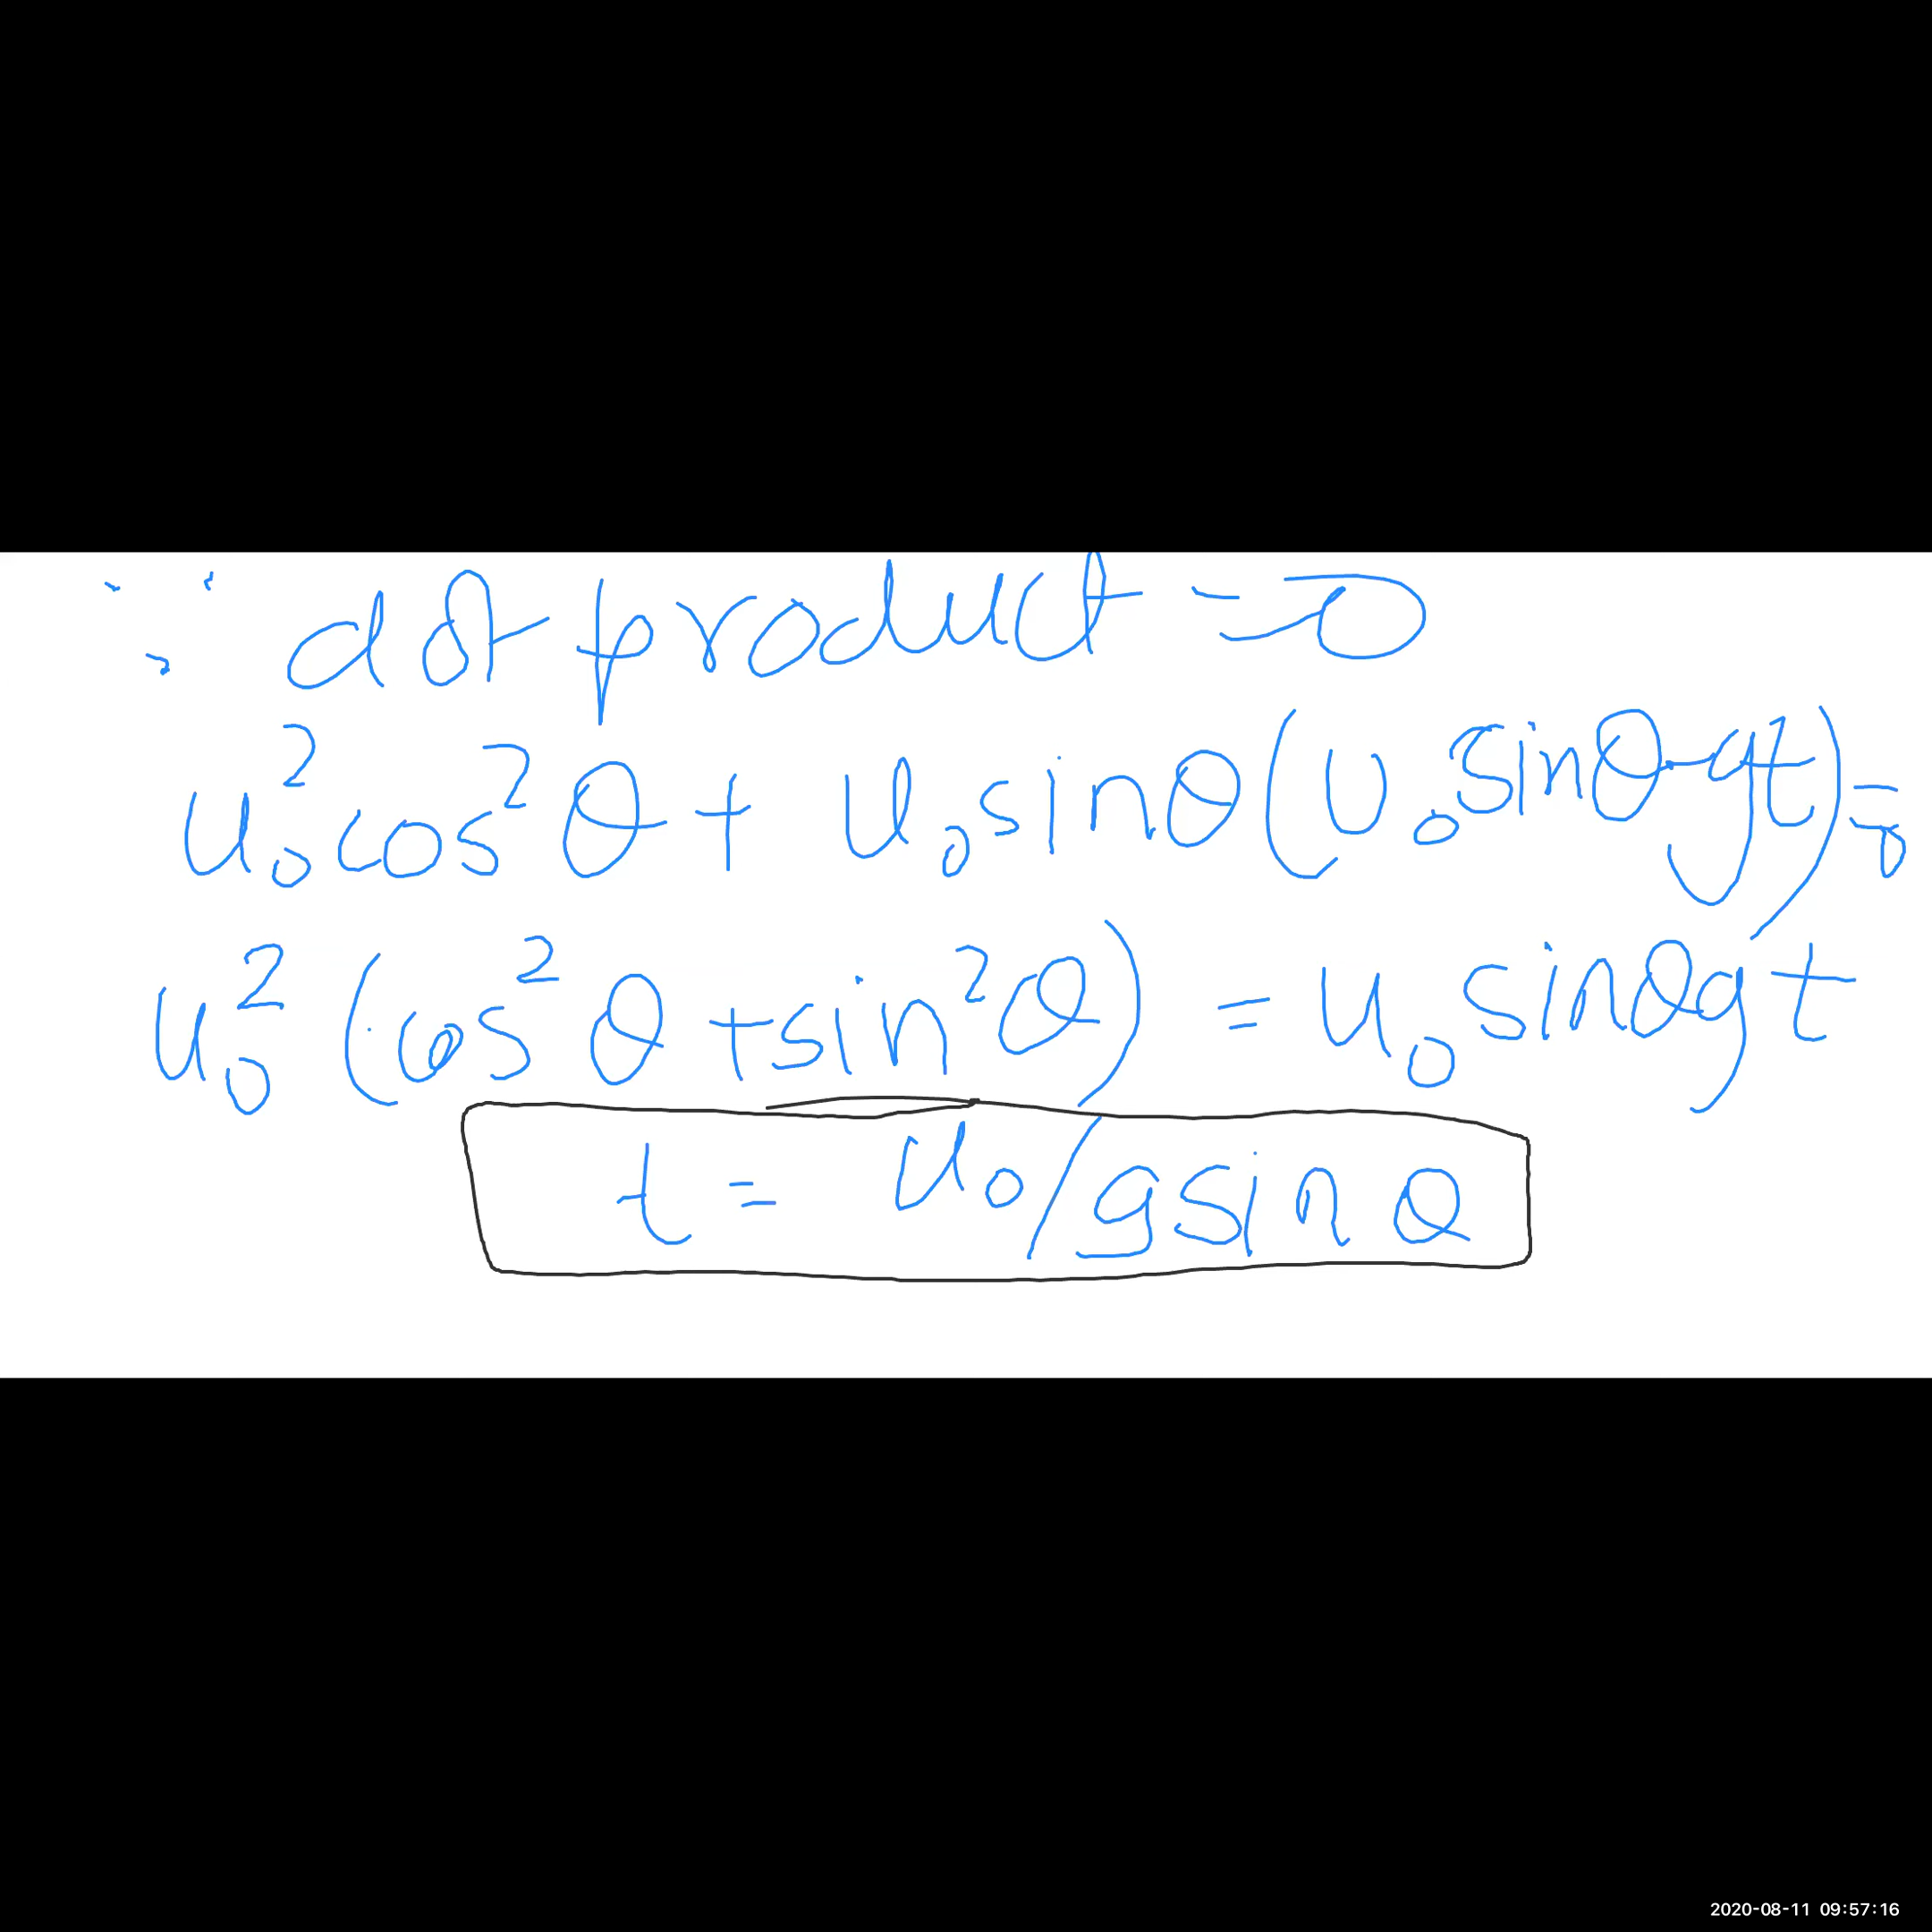 ∵ dot product = 0
u₀²cos²θ + u₀sinθ(u₀sinθ-gt) = 0
u₀²(cos²θ+sin²θ) = u₀sinθgt
t = u₀/gsinθ
2020-08-11 09:57:16